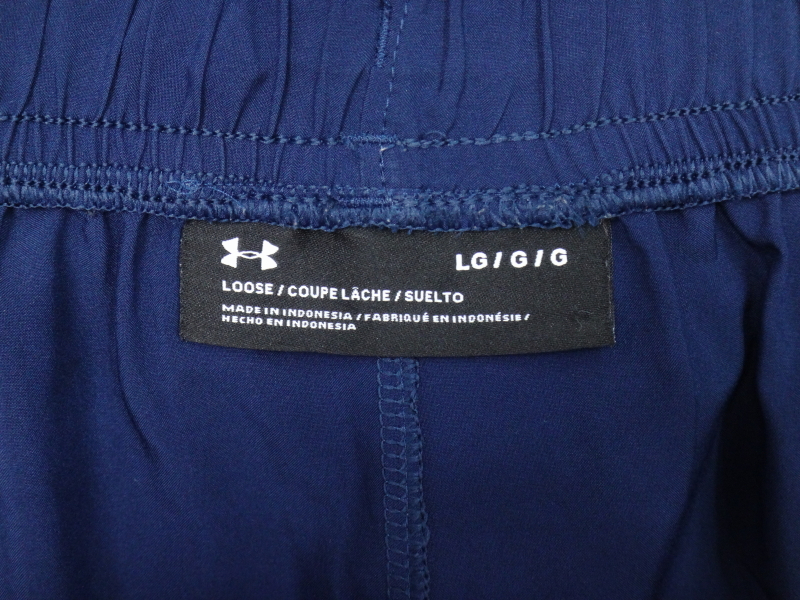 LG / G / G
LOOSE / COUPE LÂCHE / SUELTO
MADE IN INDONESIA / FABRIQUÉ EN INDONÉSIE /
HECHO EN INDONESIA